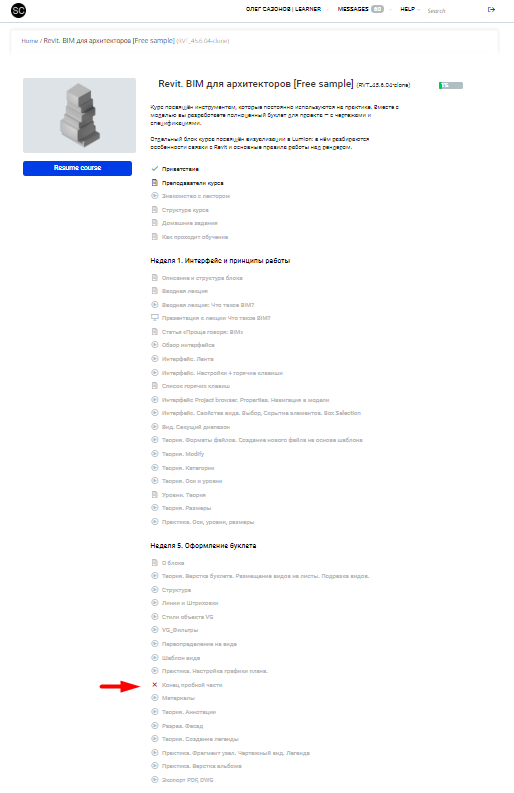 SC
ОЛЕГ САЗОНОВ | LEARNER
MESSAGES 60
HELP
Search
Home / Revit. BIM для архитекторов [Free sample] (RVT_45.6.04-clone)
Revit. BIM для архитекторов [Free sample] (RVT_45.6.04-clone)
Курс посвящён инструментам, которые постоянно используются на практике. Вместе с
моделью вы разработаете полноценный буклет для проекта — с чертежами и
спецификациями.
Отдельный блок курса посвящён визуализации в Lumion: в нём разбираются
особенности связки с Revit и основные правила работы над рендером.
Resume course
Приветствие
Преподаватели курса
Знакомство с лектором
Структура курса
Домашние задания
Как проходит обучение
Неделя 1. Интерфейс и принципы работы
Описание и структура блока
Вводная лекция
Вводная лекция: Что такое BIM?
Презентация к лекции Что такое BIM?
Статья «Проще говоря: BIM»
Обзор интерфейса
Интерфейс. Лента
Интерфейс. Настройки + горячие клавиши
Список горячих клавиш
Интерфейс Project browser. Properties. Навигация в модели
Интерфейс. Свойства вида. Выбор, Скрытие элементов. Box Selection
Вид. Секущий диапазон
Теория. Форматы файлов. Создание нового файла на основе шаблона
Теория. Modify
Теория. Категории
Теория. Оси и уровни
Уровни. Теория
Теория. Размеры
Практика. Оси, уровни, размеры
Неделя 5. Оформление буклета
О блоке
Теория. Верстка буклета. Размещение видов на листы. Подрезка видов.
Структура
Линии и Штриховки
Стили объекта VG
VG_Фильтры
Переопределение на виде
Шаблон вида
Практика. Настройка графики плана.
Конец пробной части
Материалы
Теория. Аннотации
Разрез. Фасад
Теория. Создание легенды
Практика. Фрагмент узел. Чертежный вид. Легенда
Практика. Верстка альбома
Экспорт PDF, DWG